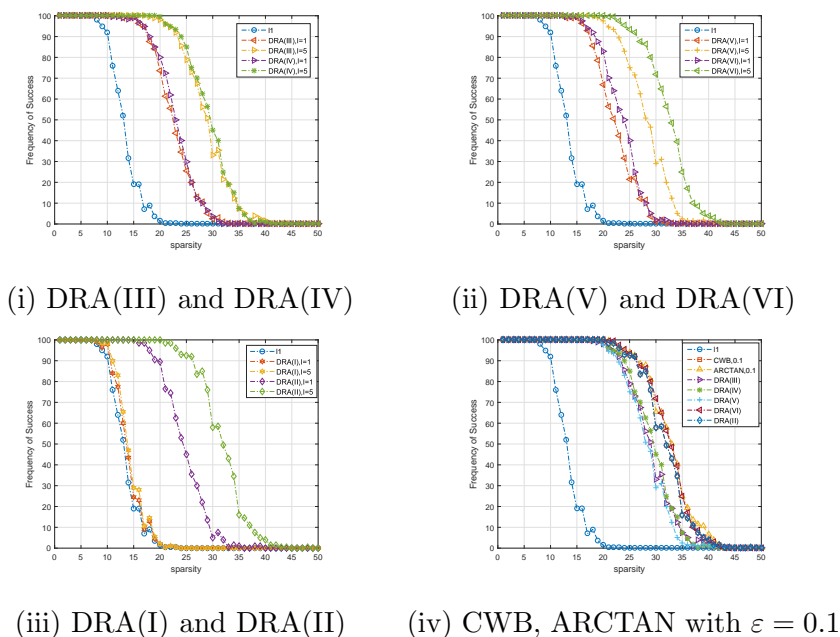 100
90
80
70
60
50
40
30
20
10
0
Frequency of Success
0 5 10 15 20 25 30 35 40 45 50
sparsity
l1
DRA(III),l=1
DRA(III),l=5
DRA(IV),l=1
DRA(IV),l=5
(i) DRA(III) and DRA(IV)
100
90
80
70
60
50
40
30
20
10
0
Frequency of Success
0 5 10 15 20 25 30 35 40 45 50
sparsity
l1
DRA(V),l=1
DRA(V),l=5
DRA(VI),l=1
DRA(VI),l=5
(ii) DRA(V) and DRA(VI)
100
90
80
70
60
50
40
30
20
10
0
Frequency of Success
0 5 10 15 20 25 30 35 40 45 50
sparsity
l1
DRA(I),l=1
DRA(I),l=5
DRA(II),l=1
DRA(II),l=5
(iii) DRA(I) and DRA(II)
100
90
80
70
60
50
40
30
20
10
0
Frequency of Success
0 5 10 15 20 25 30 35 40 45 50
sparsity
l1
CWB,0.1
ARCTAN,0.1
DRA(III)
DRA(IV)
DRA(V)
DRA(VI)
DRA(II)
(iv) CWB, ARCTAN with ε = 0.1